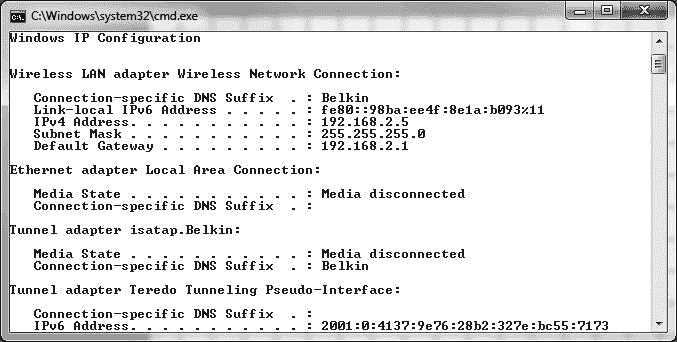 C:\Windows\system32\cmd.exe
Windows IP Configuration
Wireless LAN adapter Wireless Network Connection:
Connection-specific DNS Suffix . : Belkin
Link-local IPv6 Address . . . . . : fe80::98ba:ee4f:8e1a:b093%11
IPv4 Address. . . . . . . . . . . : 192.168.2.5
Subnet Mask . . . . . . . . . . . : 255.255.255.0
Default Gateway . . . . . . . . . : 192.168.2.1
Ethernet adapter Local Area Connection:
Media State . . . . . . . . . . . : Media disconnected
Connection-specific DNS Suffix . :
Tunnel adapter isatap.Belkin:
Media State . . . . . . . . . . . : Media disconnected
Connection-specific DNS Suffix . : Belkin
Tunnel adapter Teredo Tunneling Pseudo-Interface:
Connection-specific DNS Suffix . :
IPv6 Address. . . . . . . . . . . : 2001:0:4137:9e76:28b2:327e:bc55:7173